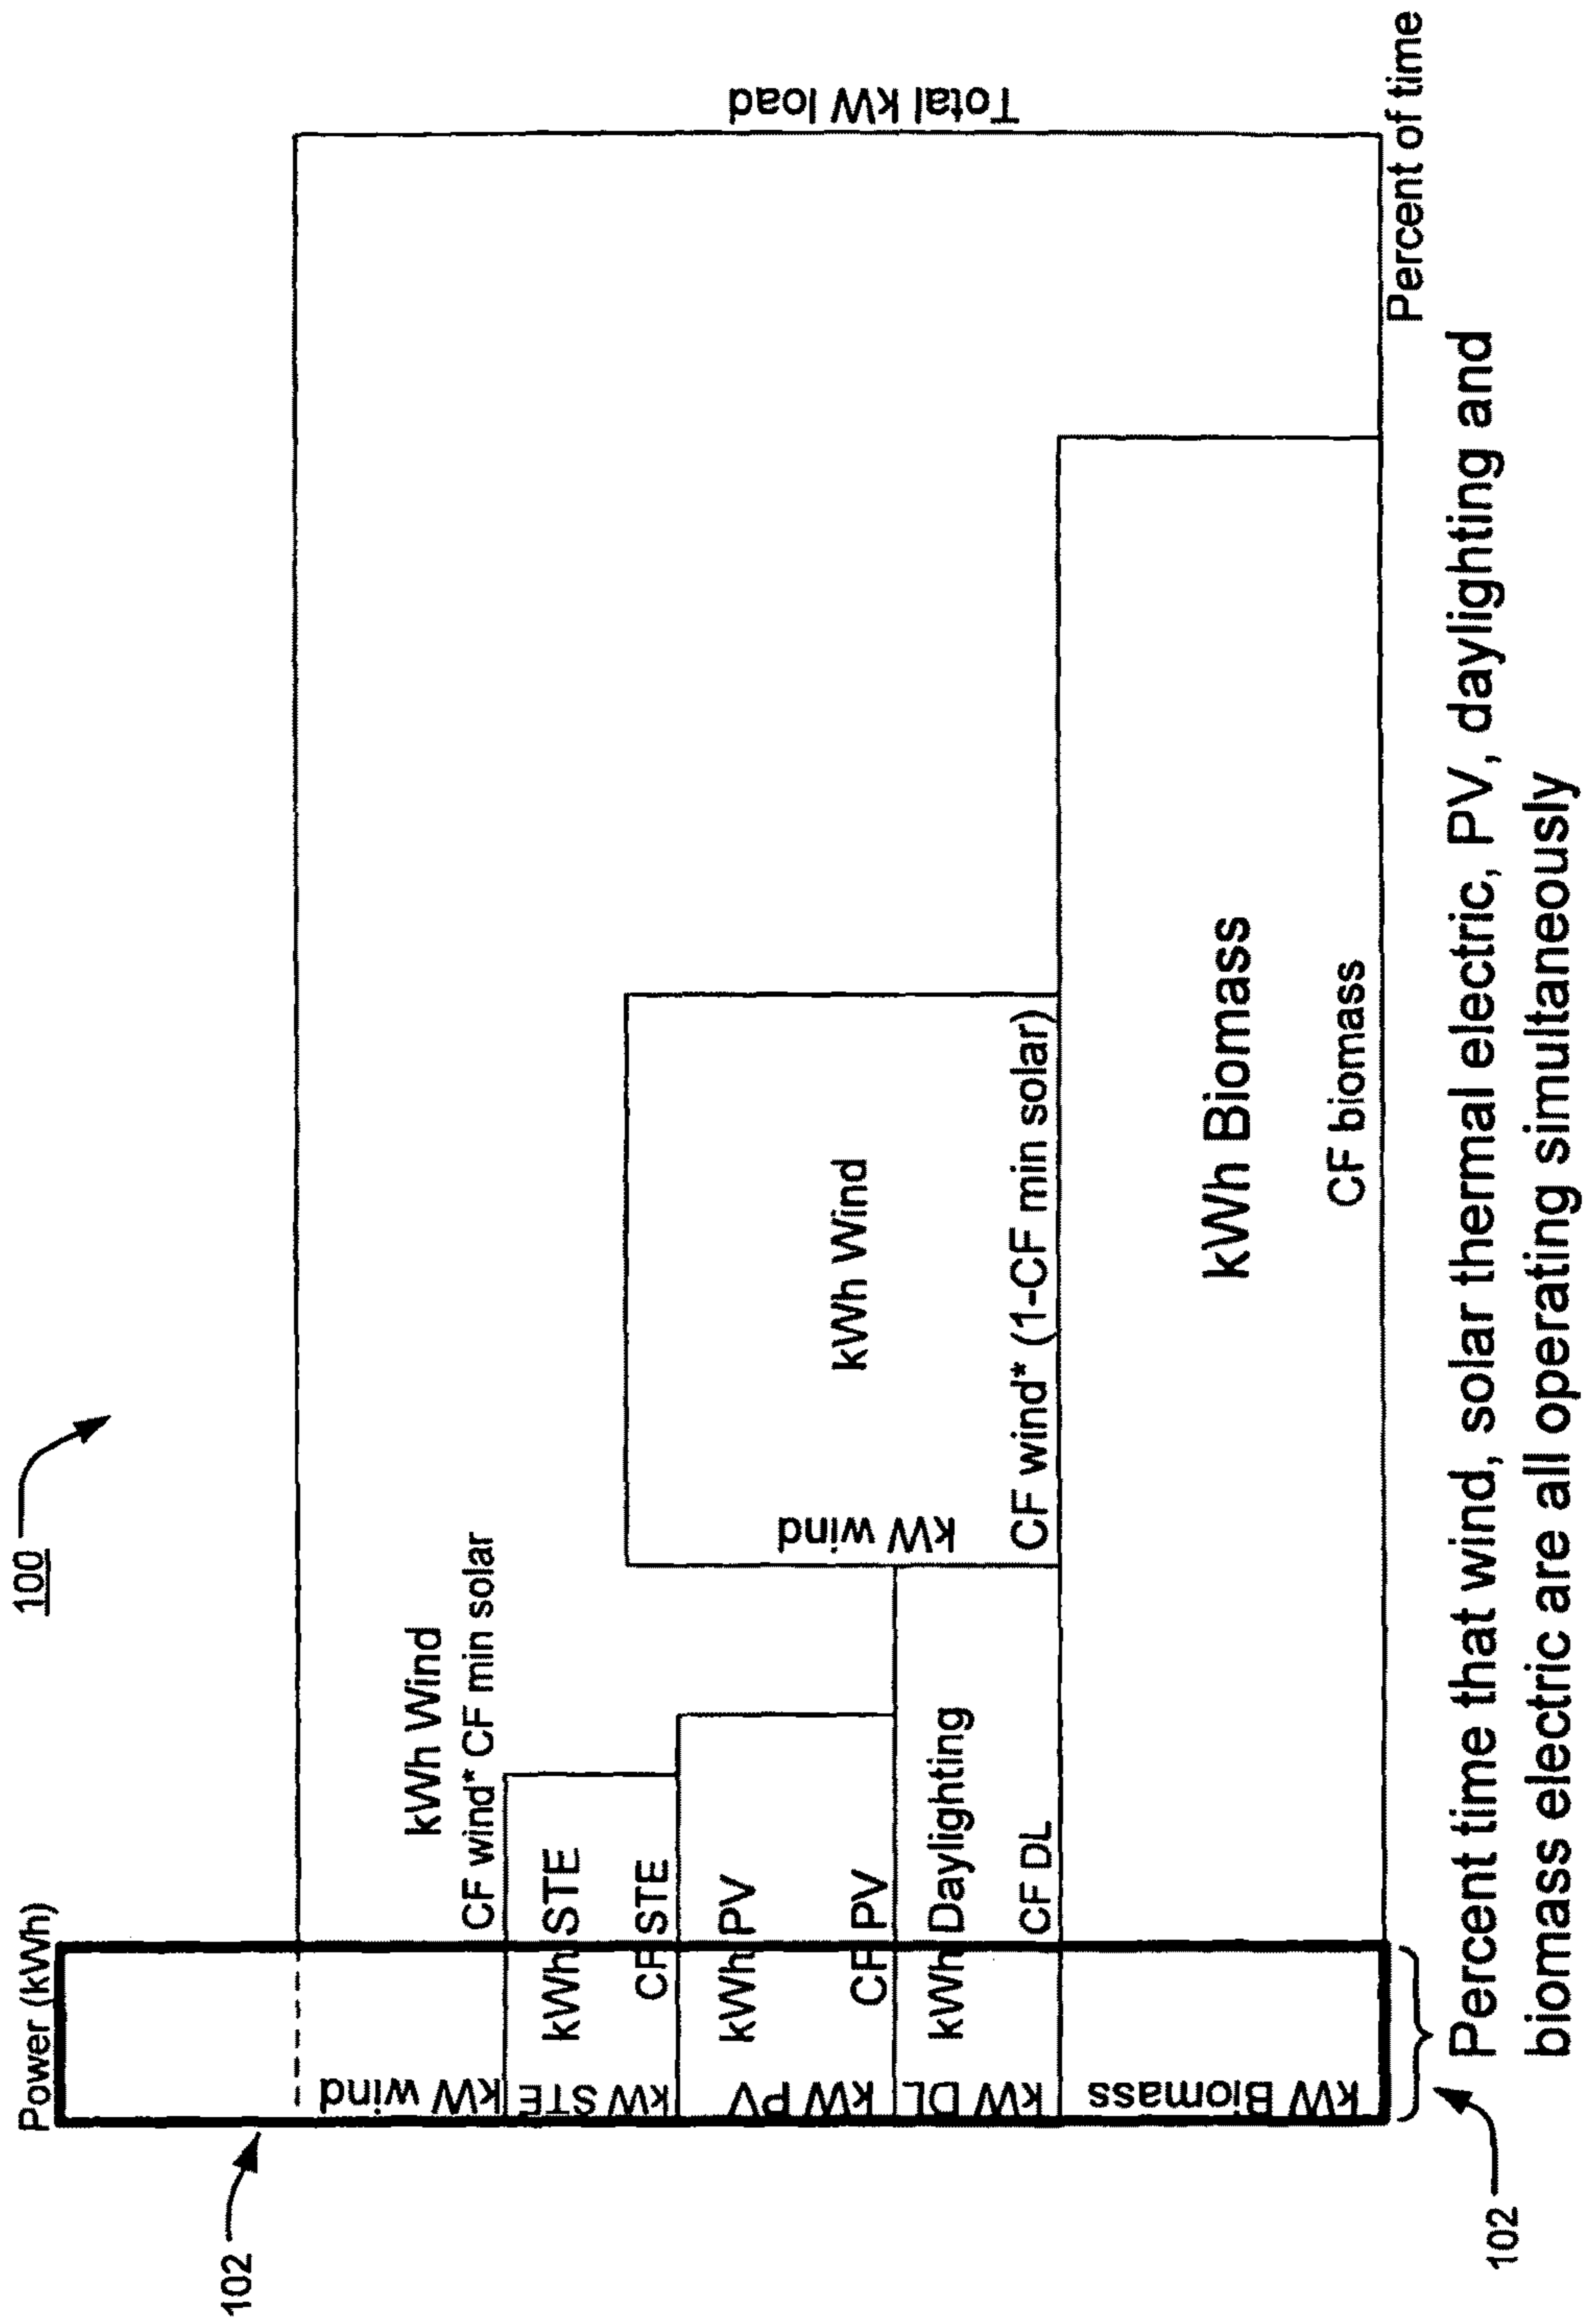 100
Power (kWh)
102
kW wind
kWh Wind
CF wind* CF min solar
kW STE
kWh STE
CF STE
kW PV
kWh PV
CF PV
kW DL
kWh Daylighting
CF DL
kW wind
kWh Wind
CF wind* (1-CF min solar)
kW Biomass
kWh Biomass
CF biomass
Total kW load
Percent of time
102
Percent time that wind, solar thermal electric, PV, daylighting and
biomass electric are all operating simultaneously